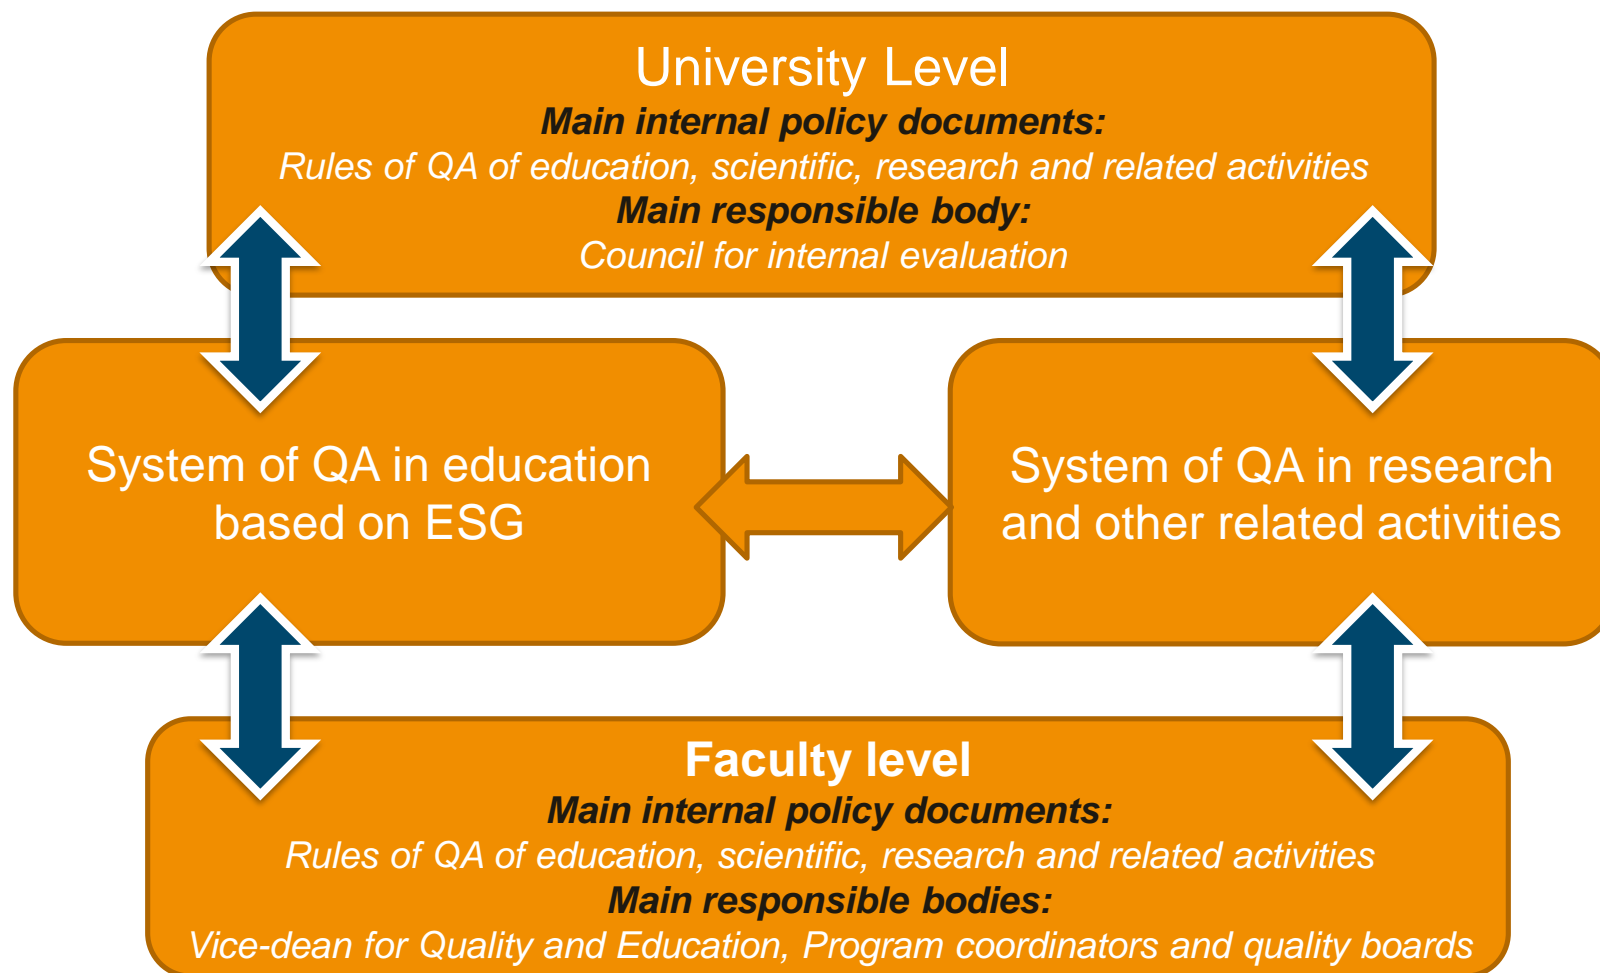 University Level
Main internal policy documents:
Rules of QA of education, scientific, research and related activities
Main responsible body:
Council for internal evaluation
System of QA in education
based on ESG
System of QA in research
and other related activities
Faculty level
Main internal policy documents:
Rules of QA of education, scientific, research and related activities
Main responsible bodies:
Vice-dean for Quality and Education, Program coordinators and quality boards